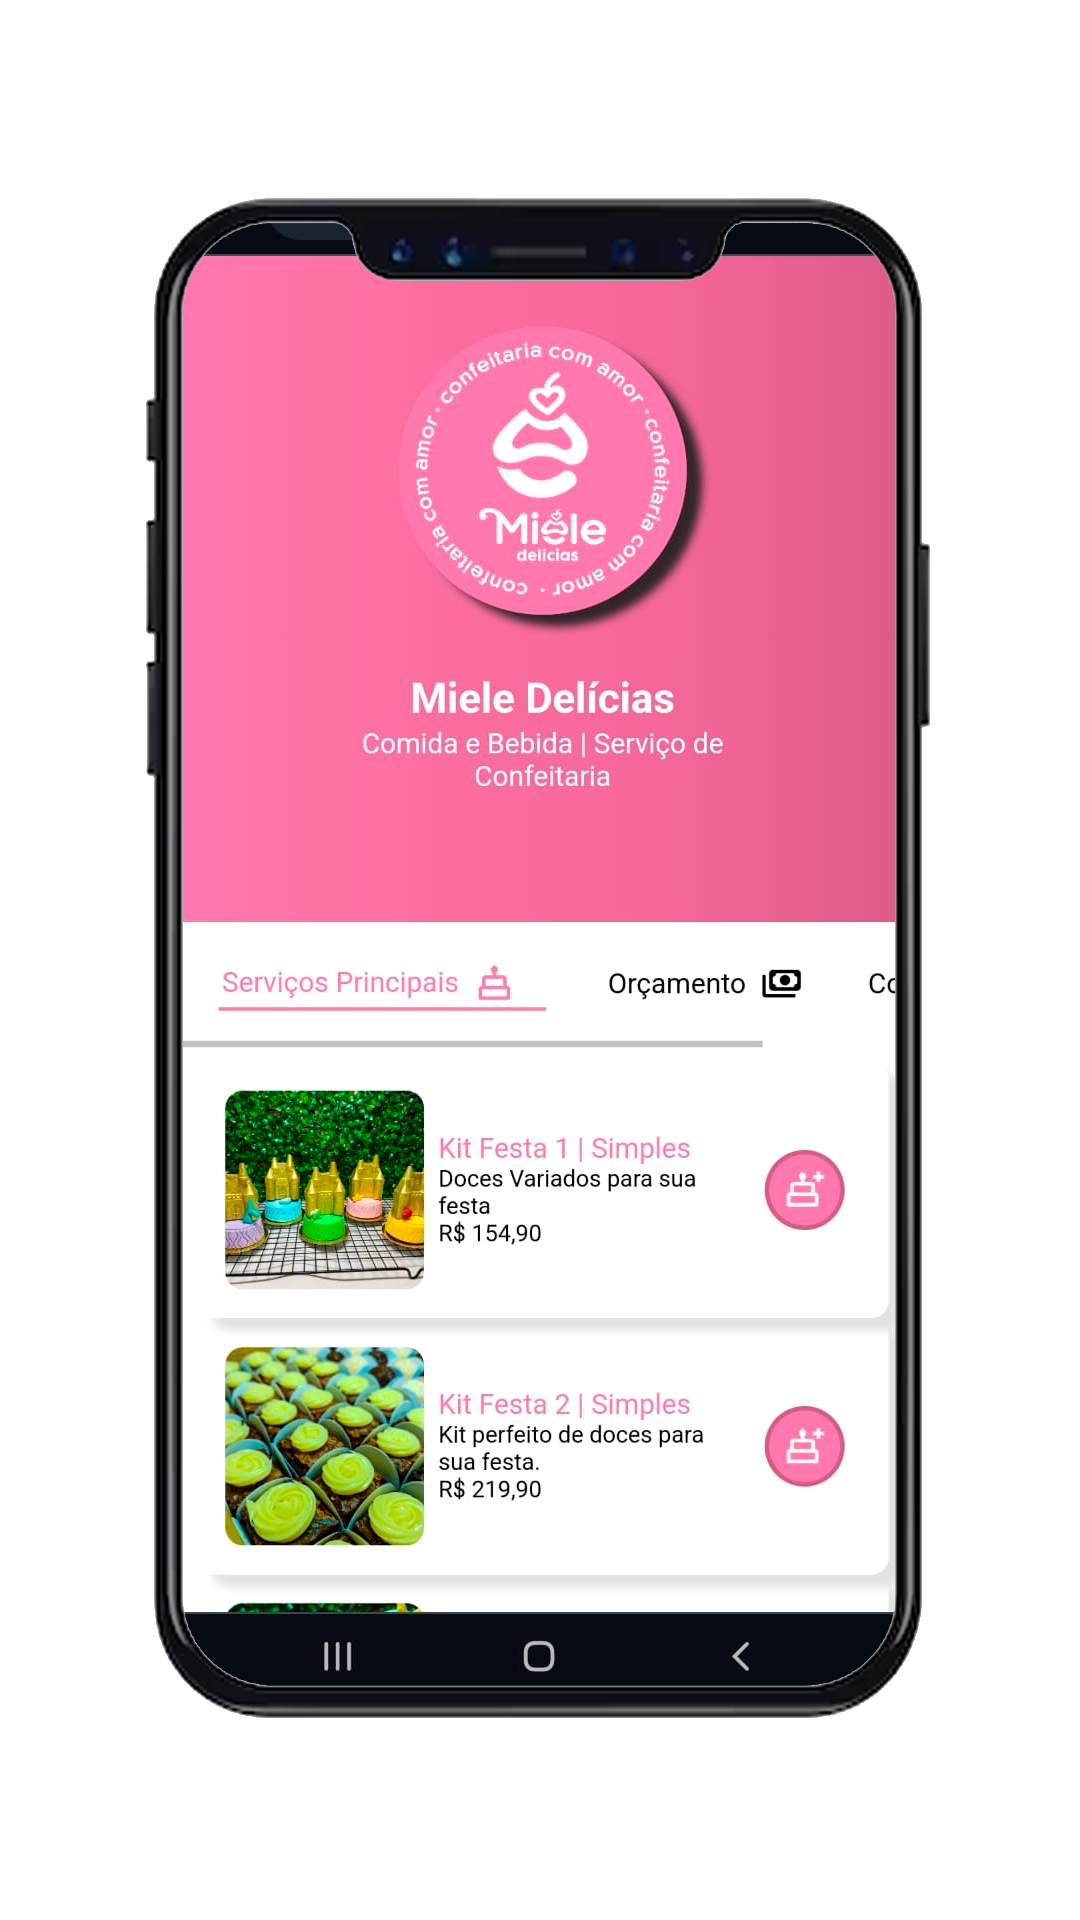 confeitaria com amor · confeitaria com amor · confeitaria com amor ·
Miele
delícias
Miele Delícias
Comida e Bebida | Serviço de
Confeitaria
Serviços Principais
Orçamento
Co
Kit Festa 1 | Simples
Doces Variados para sua
festa
R$ 154,90
Kit Festa 2 | Simples
Kit perfeito de doces para
sua festa.
R$ 219,90